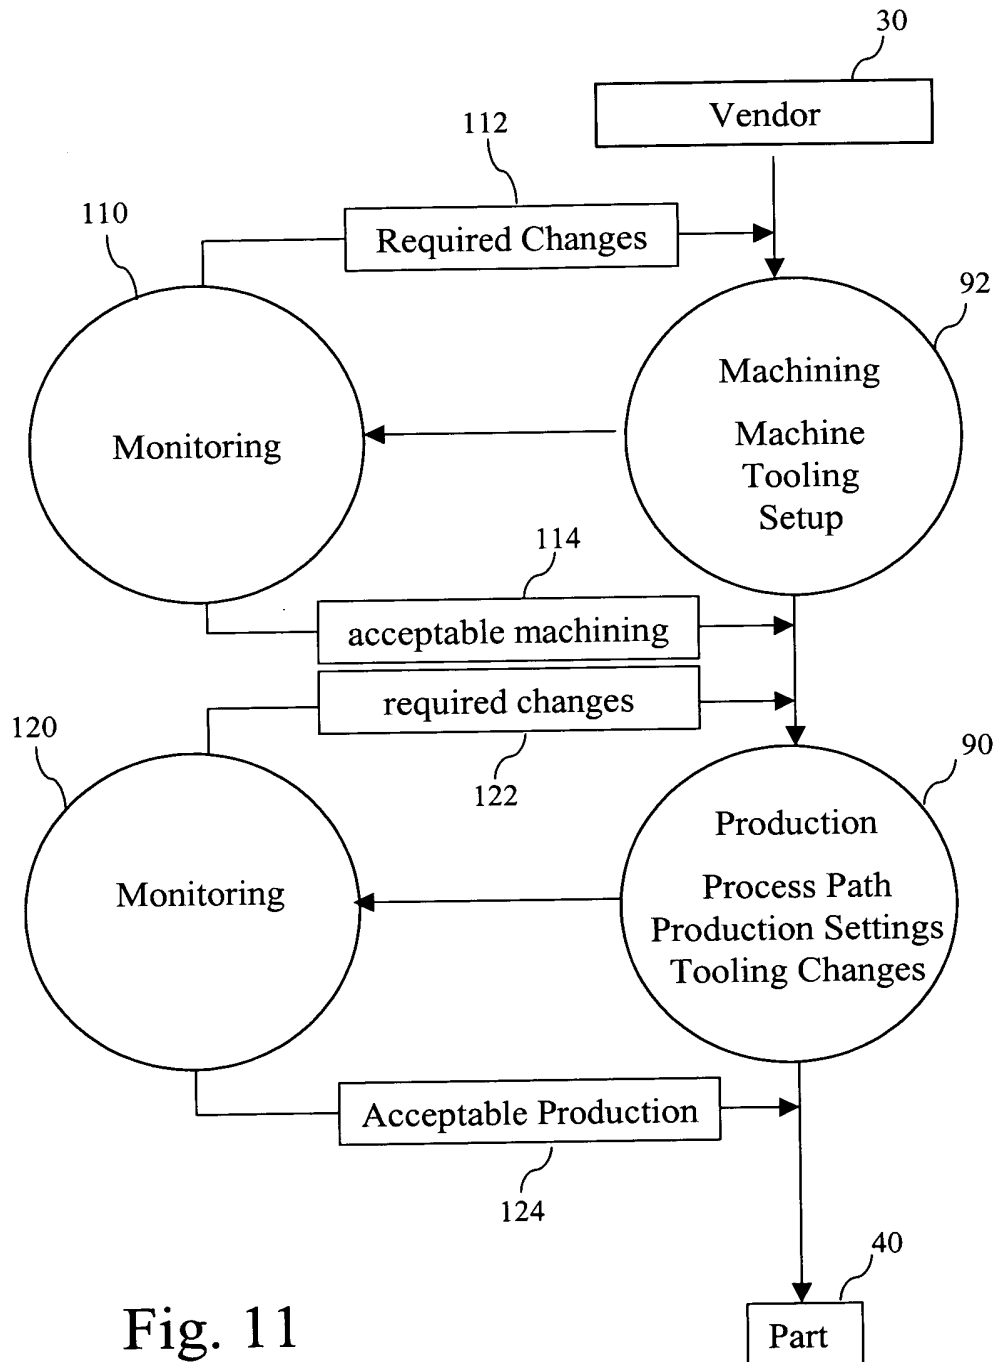 30
Vendor
112
110
Required Changes
92
Machining
Machine
Tooling
Setup
Monitoring
114
acceptable machining
required changes
120
122
90
Production
Process Path
Production Settings
Tooling Changes
Monitoring
Acceptable Production
124
40
Part
Fig. 11